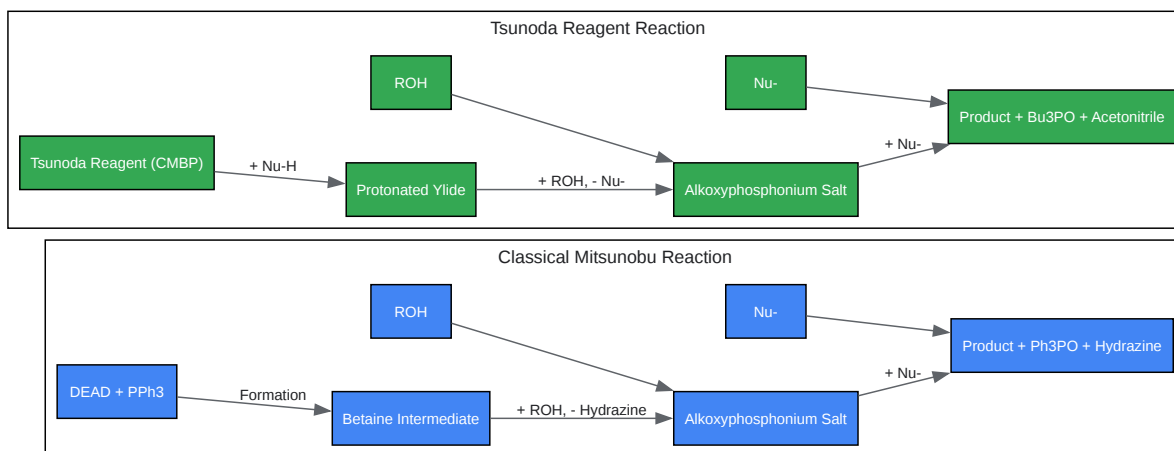 Tsunoda Reagent Reaction
ROH
Nu-
Product + Bu3PO + Acetonitrile
Tsunoda Reagent (CMBP)
+ Nu-H
Protonated Ylide
+ ROH, - Nu-
Alkoxyphosphonium Salt
+ Nu-
Classical Mitsunobu Reaction
ROH
Nu-
Product + Ph3PO + Hydrazine
DEAD + PPh3
Formation
Betaine Intermediate
+ ROH, - Hydrazine
Alkoxyphosphonium Salt
+ Nu-